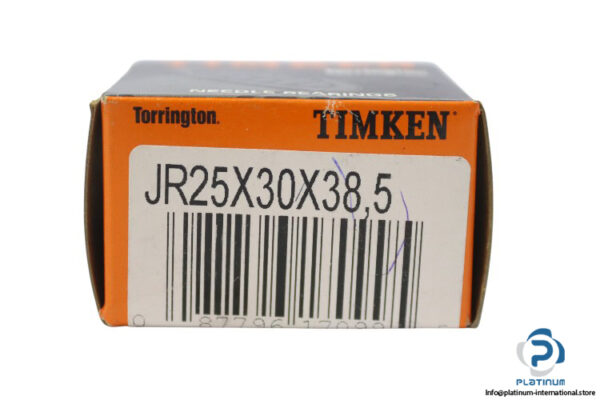 NEEDLE BEARINGS
Torrington. TIMKEN
JR25X30X38,5
PLATINUM
info@platinum-international.store